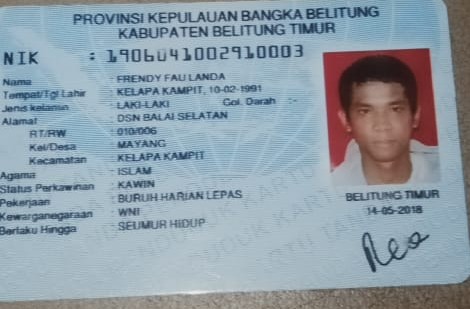 PROVINSI KEPULAUAN BANGKA BELITUNG
KABUPATEN BELITUNG TIMUR
NIK : 1906041002910003
Nama : FRENDY FAU LANDA
Tempat/Tgl Lahir : KELAPA KAMPIT, 10-02-1991
Jenis kelamin : LAKI-LAKI Gol. Darah :-
Alamat : DSN BALAI SELATAN
RT/RW : 010/006
Kel/Desa : MAYANG
Kecamatan : KELAPA KAMPIT
Agama : ISLAM
Status Perkawinan : KAWIN
Pekerjaan : BURUH HARIAN LEPAS
Kewarganegaraan : WNI
Berlaku Hingga : SEUMUR HIDUP
BELITUNG TIMUR
14-05-2018